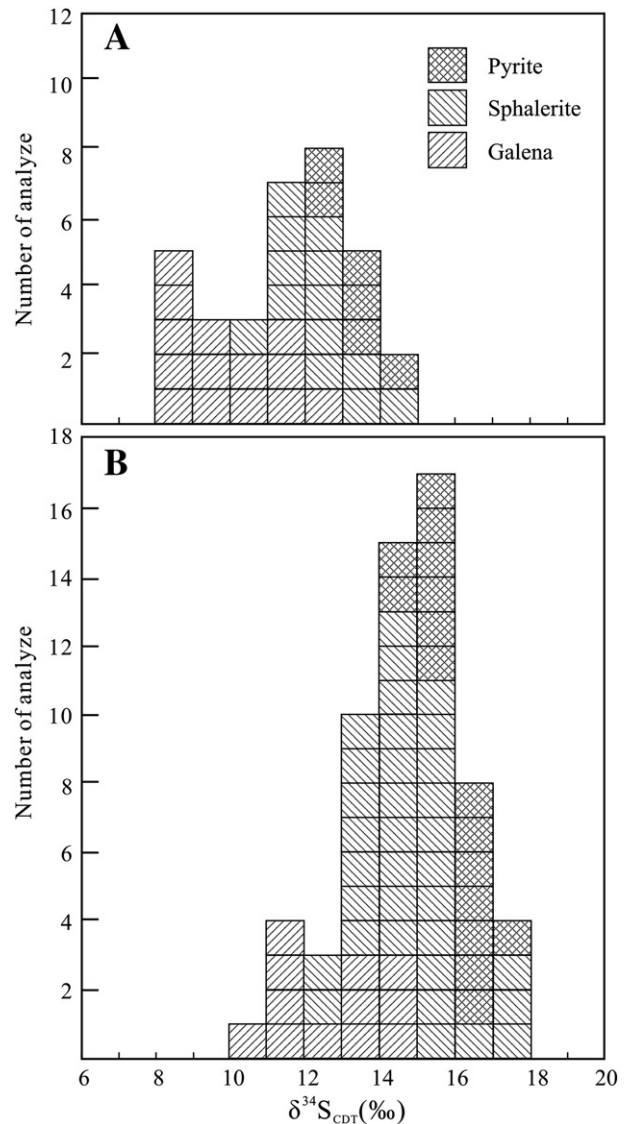 12
A
10
Pyrite
Sphalerite
8
Galena
6
4
2
Number of analyze
18
B
16
14
12
10
8
6
4
2
Number of analyze
6 8 10 12 14 16 18 20
δ³⁴S_CDT(‰)